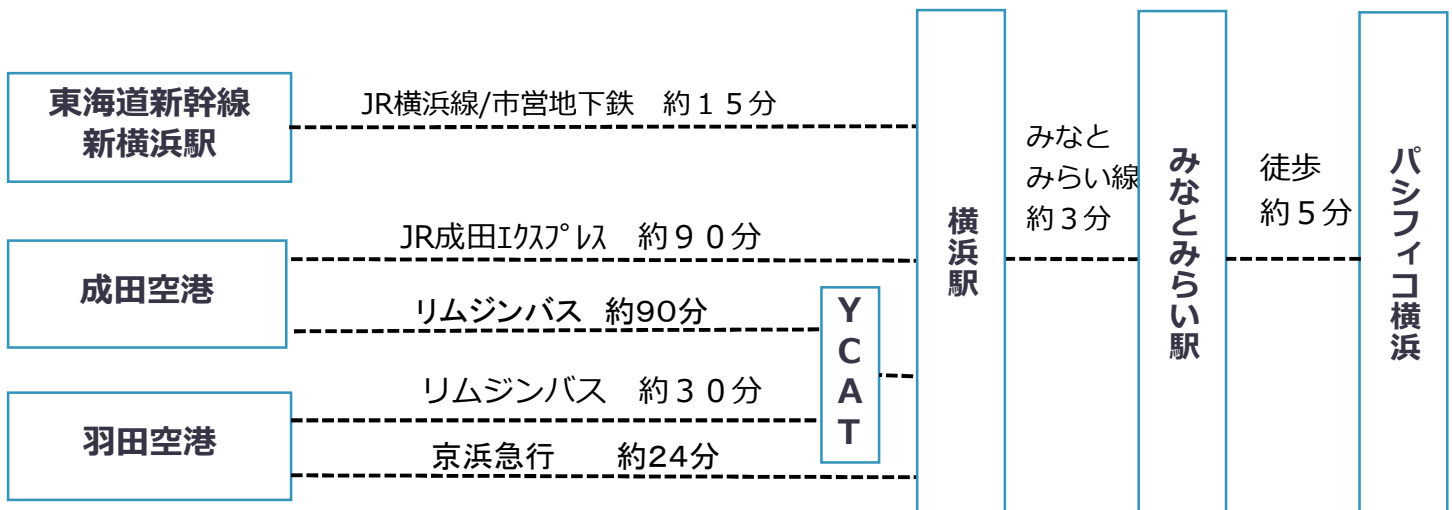 東海道新幹線
新横浜駅
JR横浜線/市営地下鉄　約１５分
成田空港
JR成田ｴｸｽﾌﾟﾚｽ　約９０分
リムジンバス　約90分
羽田空港
リムジンバス　約３０分
京浜急行　　約24分
YCAT
横浜駅
みなと
みらい線
約３分
みなとみらい駅
徒歩
約５分
パシフィコ横浜